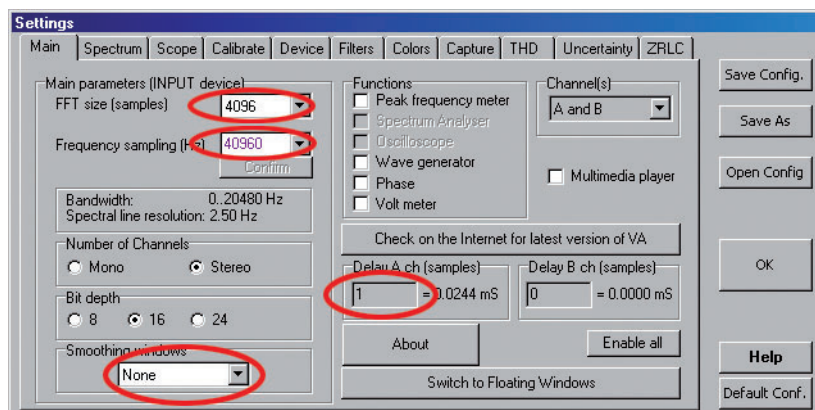 Settings
Main Spectrum Scope Calibrate Device Filters Colors Capture THD Uncertainty ZRLC
Main parameters (INPUT device)
FFT size (samples) 4096
Frequency sampling (Hz) 40960
Confirm
Bandwidth: 0..20480 Hz
Spectral line resolution: 2.50 Hz
Number of Channels
Mono Stereo
Bit depth
8 16 24
Smoothing windows
None
Functions
Peak frequency meter
Spectrum Analyser
Oscilloscope
Wave generator
Phase
Volt meter
Channel(s)
A and B
Multimedia player
Check on the Internet for latest version of VA
Delay A ch (samples)
1 = 0.0244 mS
Delay B ch (samples)
0 = 0.0000 mS
About
Enable all
Switch to Floating Windows
Save Config.
Save As
Open Config
OK
Help
Default Conf.